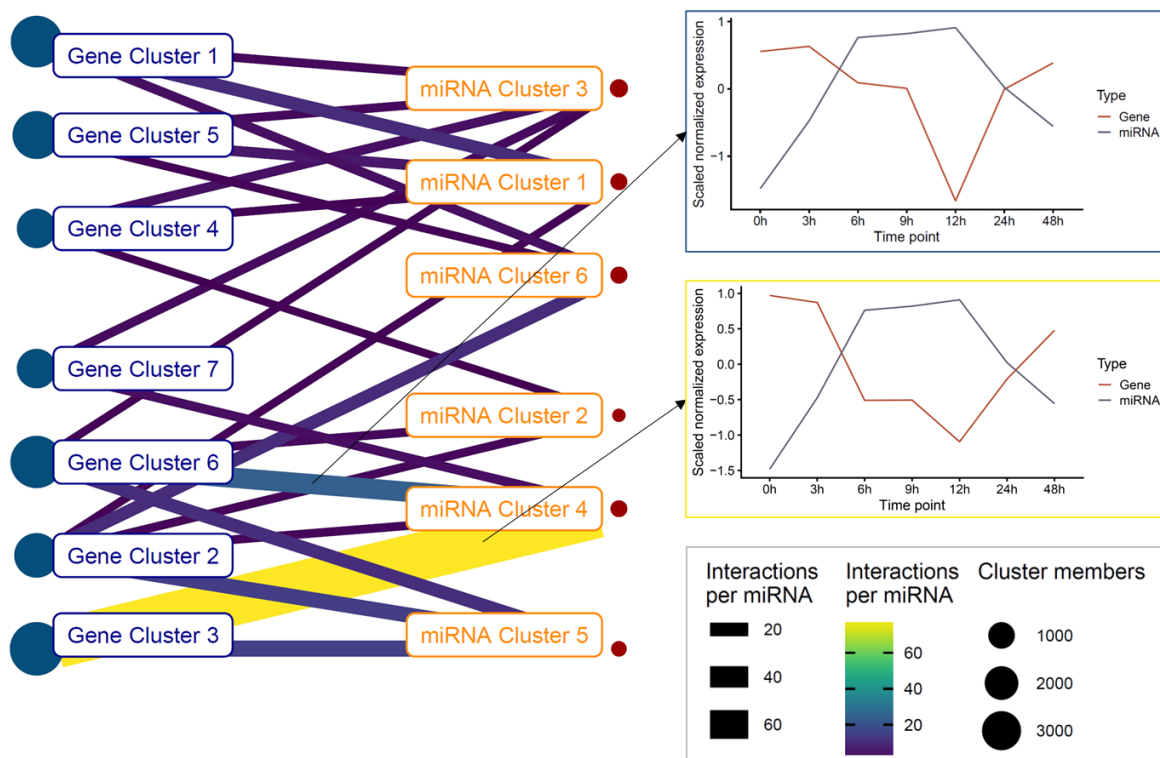 Gene Cluster 1
Gene Cluster 5
Gene Cluster 4
Gene Cluster 7
Gene Cluster 6
Gene Cluster 2
Gene Cluster 3
miRNA Cluster 3
miRNA Cluster 1
miRNA Cluster 6
miRNA Cluster 2
miRNA Cluster 4
miRNA Cluster 5
Scaled normalized expression
1
0
−1
0h 3h 6h 9h 12h 24h 48h
Time point
Type
Gene
miRNA
Scaled normalized expression
1.0
0.5
0.0
−0.5
−1.0
−1.5
0h 3h 6h 9h 12h 24h 48h
Time point
Type
Gene
miRNA
Interactions
per miRNA
20
40
60
Interactions
per miRNA
60
40
20
Cluster members
1000
2000
3000